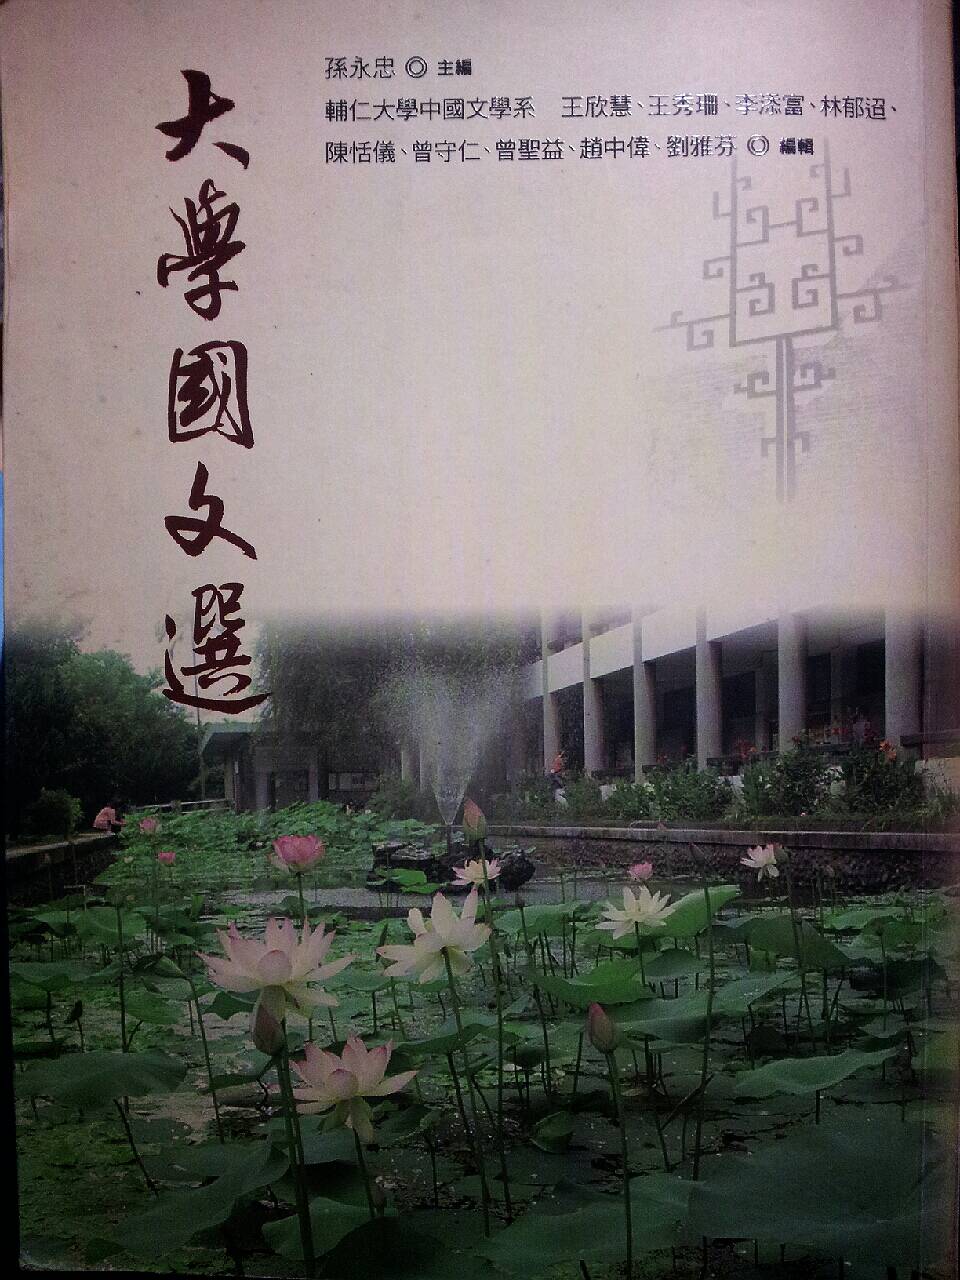 大學國文選
孫永忠 ◎ 主編
輔仁大學中國文學系　王欣慧、王秀珊、李添富、林郁迢、
陳恬儀、曾守仁、曾聖益、趙中偉、劉雅芬 ◎ 編輯